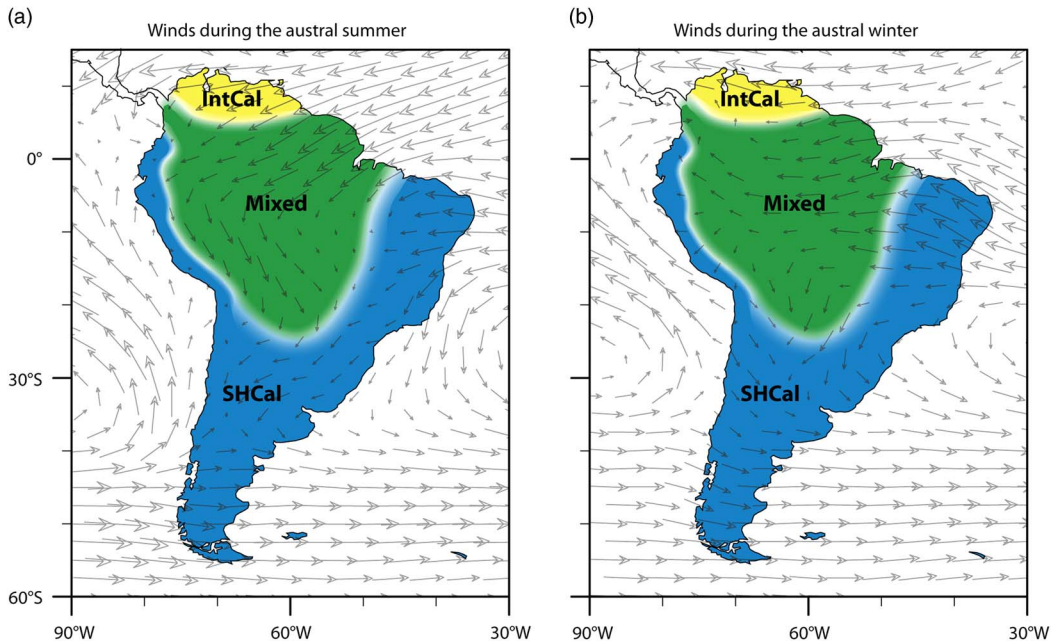 (a)
Winds during the austral summer
IntCal
Mixed
SHCal
0°
30°S
60°S
90°W
60°W
30°W
(b)
Winds during the austral winter
IntCal
Mixed
SHCal
90°W
60°W
30°W